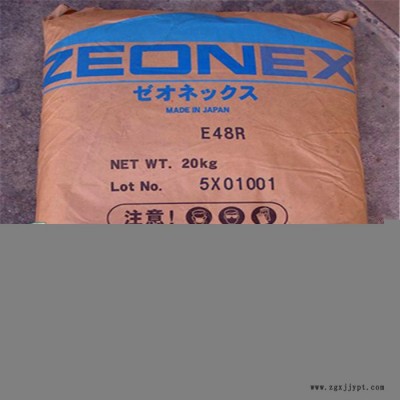 ZEONEX
ゼオネックス
MADE IN JAPAN
E48R
NET WT. 20kg
Lot No. 5X01001
注意!
www.zgxjjypt.com